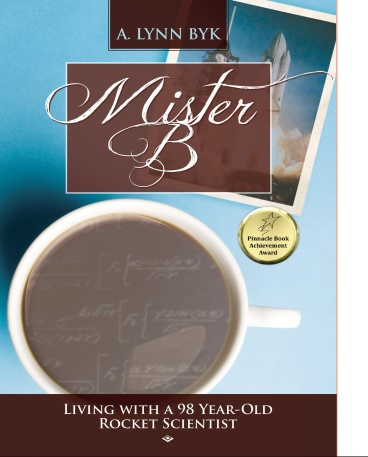 A. LYNN BYK
Mister
B
Pinnacle Book
Achievement
Award
LIVING WITH A 98 YEAR-OLD
ROCKET SCIENTIST